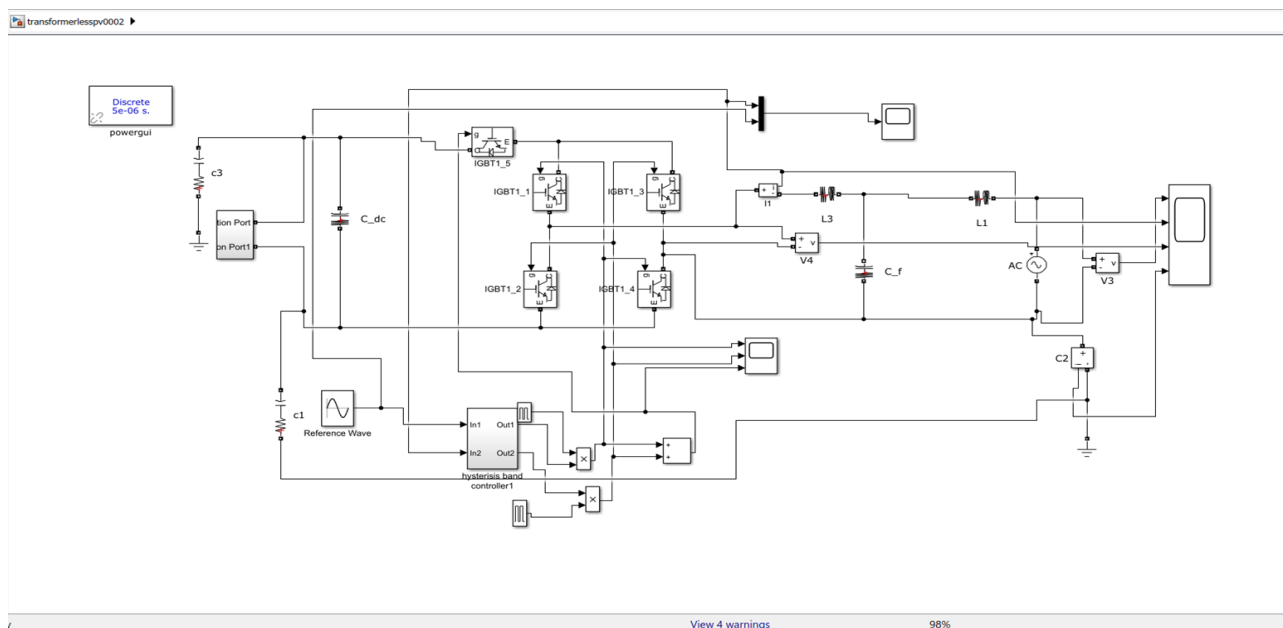 transformerlesspv0002
Discrete
5e-06 s.
powergui
c3
tion Port
on Port1
C_dc
g
E
C
IGBT1_5
g
C
IGBT1_1
E
g
C
IGBT1_3
E
g
C
IGBT1_2
E
g
C
IGBT1_4
E
+
-
I1
L3
+
-
v
V4
C_f
L1
AC
+
-
v
V3
C2
+
-
c1
Reference Wave
In1
Out1
In2
Out2
hysterisis band
controller1
×
×
+
+
View 4 warnings
98%